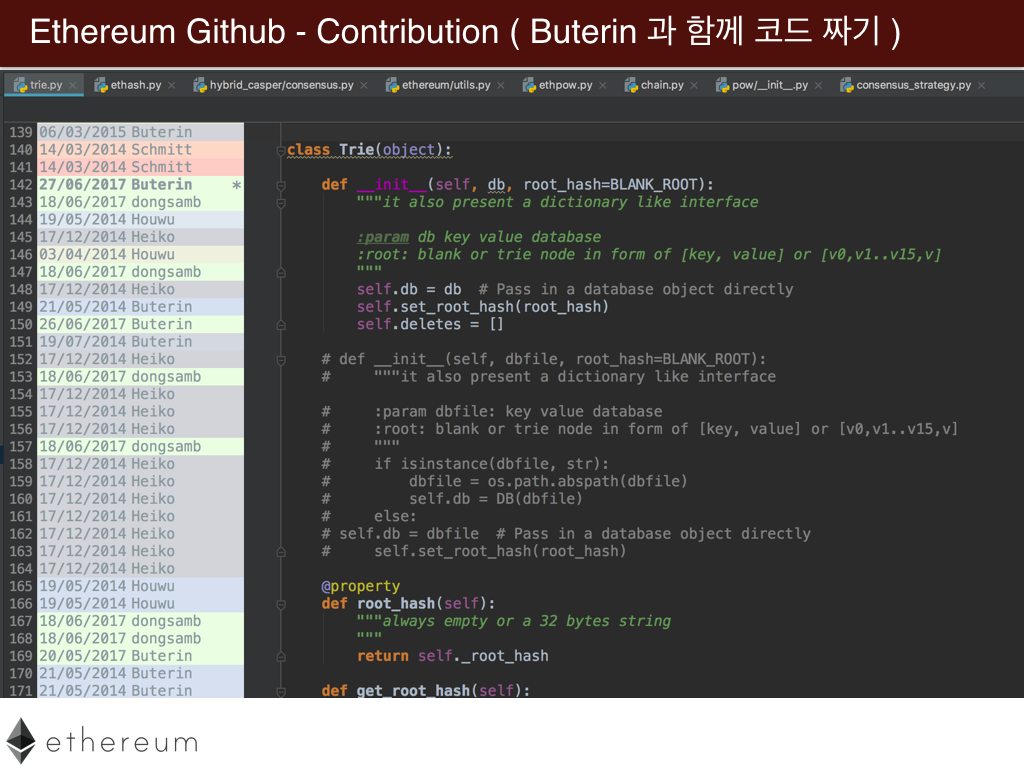 Ethereum Github - Contribution ( Buterin 과 함께 코드 짜기 )
trie.py ethash.py hybrid_casper/consensus.py ethereum/utils.py ethpow.py chain.py pow/__init__.py consensus_strategy.py
139 06/03/2015 Buterin
140 14/03/2014 Schmitt class Trie(object):
141 14/03/2014 Schmitt
142 27/06/2017 Buterin * def __init__(self, db, root_hash=BLANK_ROOT):
143 18/06/2017 dongsamb """it also present a dictionary like interface
144 19/05/2014 Houwu
145 17/12/2014 Heiko :param db key value database
146 03/04/2014 Houwu :root: blank or trie node in form of [key, value] or [v0,v1..v15,v]
147 18/06/2017 dongsamb """
148 17/12/2014 Heiko self.db = db # Pass in a database object directly
149 21/05/2014 Buterin self.set_root_hash(root_hash)
150 26/06/2017 Buterin self.deletes = []
151 19/07/2014 Buterin
152 17/12/2014 Heiko # def __init__(self, dbfile, root_hash=BLANK_ROOT):
153 18/06/2017 dongsamb # """it also present a dictionary like interface
154 17/12/2014 Heiko
155 17/12/2014 Heiko # :param dbfile: key value database
156 17/12/2014 Heiko # :root: blank or trie node in form of [key, value] or [v0,v1..v15,v]
157 18/06/2017 dongsamb # """
158 17/12/2014 Heiko # if isinstance(dbfile, str):
159 17/12/2014 Heiko # dbfile = os.path.abspath(dbfile)
160 17/12/2014 Heiko # self.db = DB(dbfile)
161 17/12/2014 Heiko # else:
162 17/12/2014 Heiko # self.db = dbfile # Pass in a database object directly
163 17/12/2014 Heiko # self.set_root_hash(root_hash)
164 17/12/2014 Heiko
165 19/05/2014 Houwu @property
166 19/05/2014 Houwu def root_hash(self):
167 18/06/2017 dongsamb """always empty or a 32 bytes string
168 18/06/2017 dongsamb """
169 20/05/2017 Buterin return self._root_hash
170 21/05/2014 Buterin
171 21/05/2014 Buterin def get_root_hash(self):
ethereum